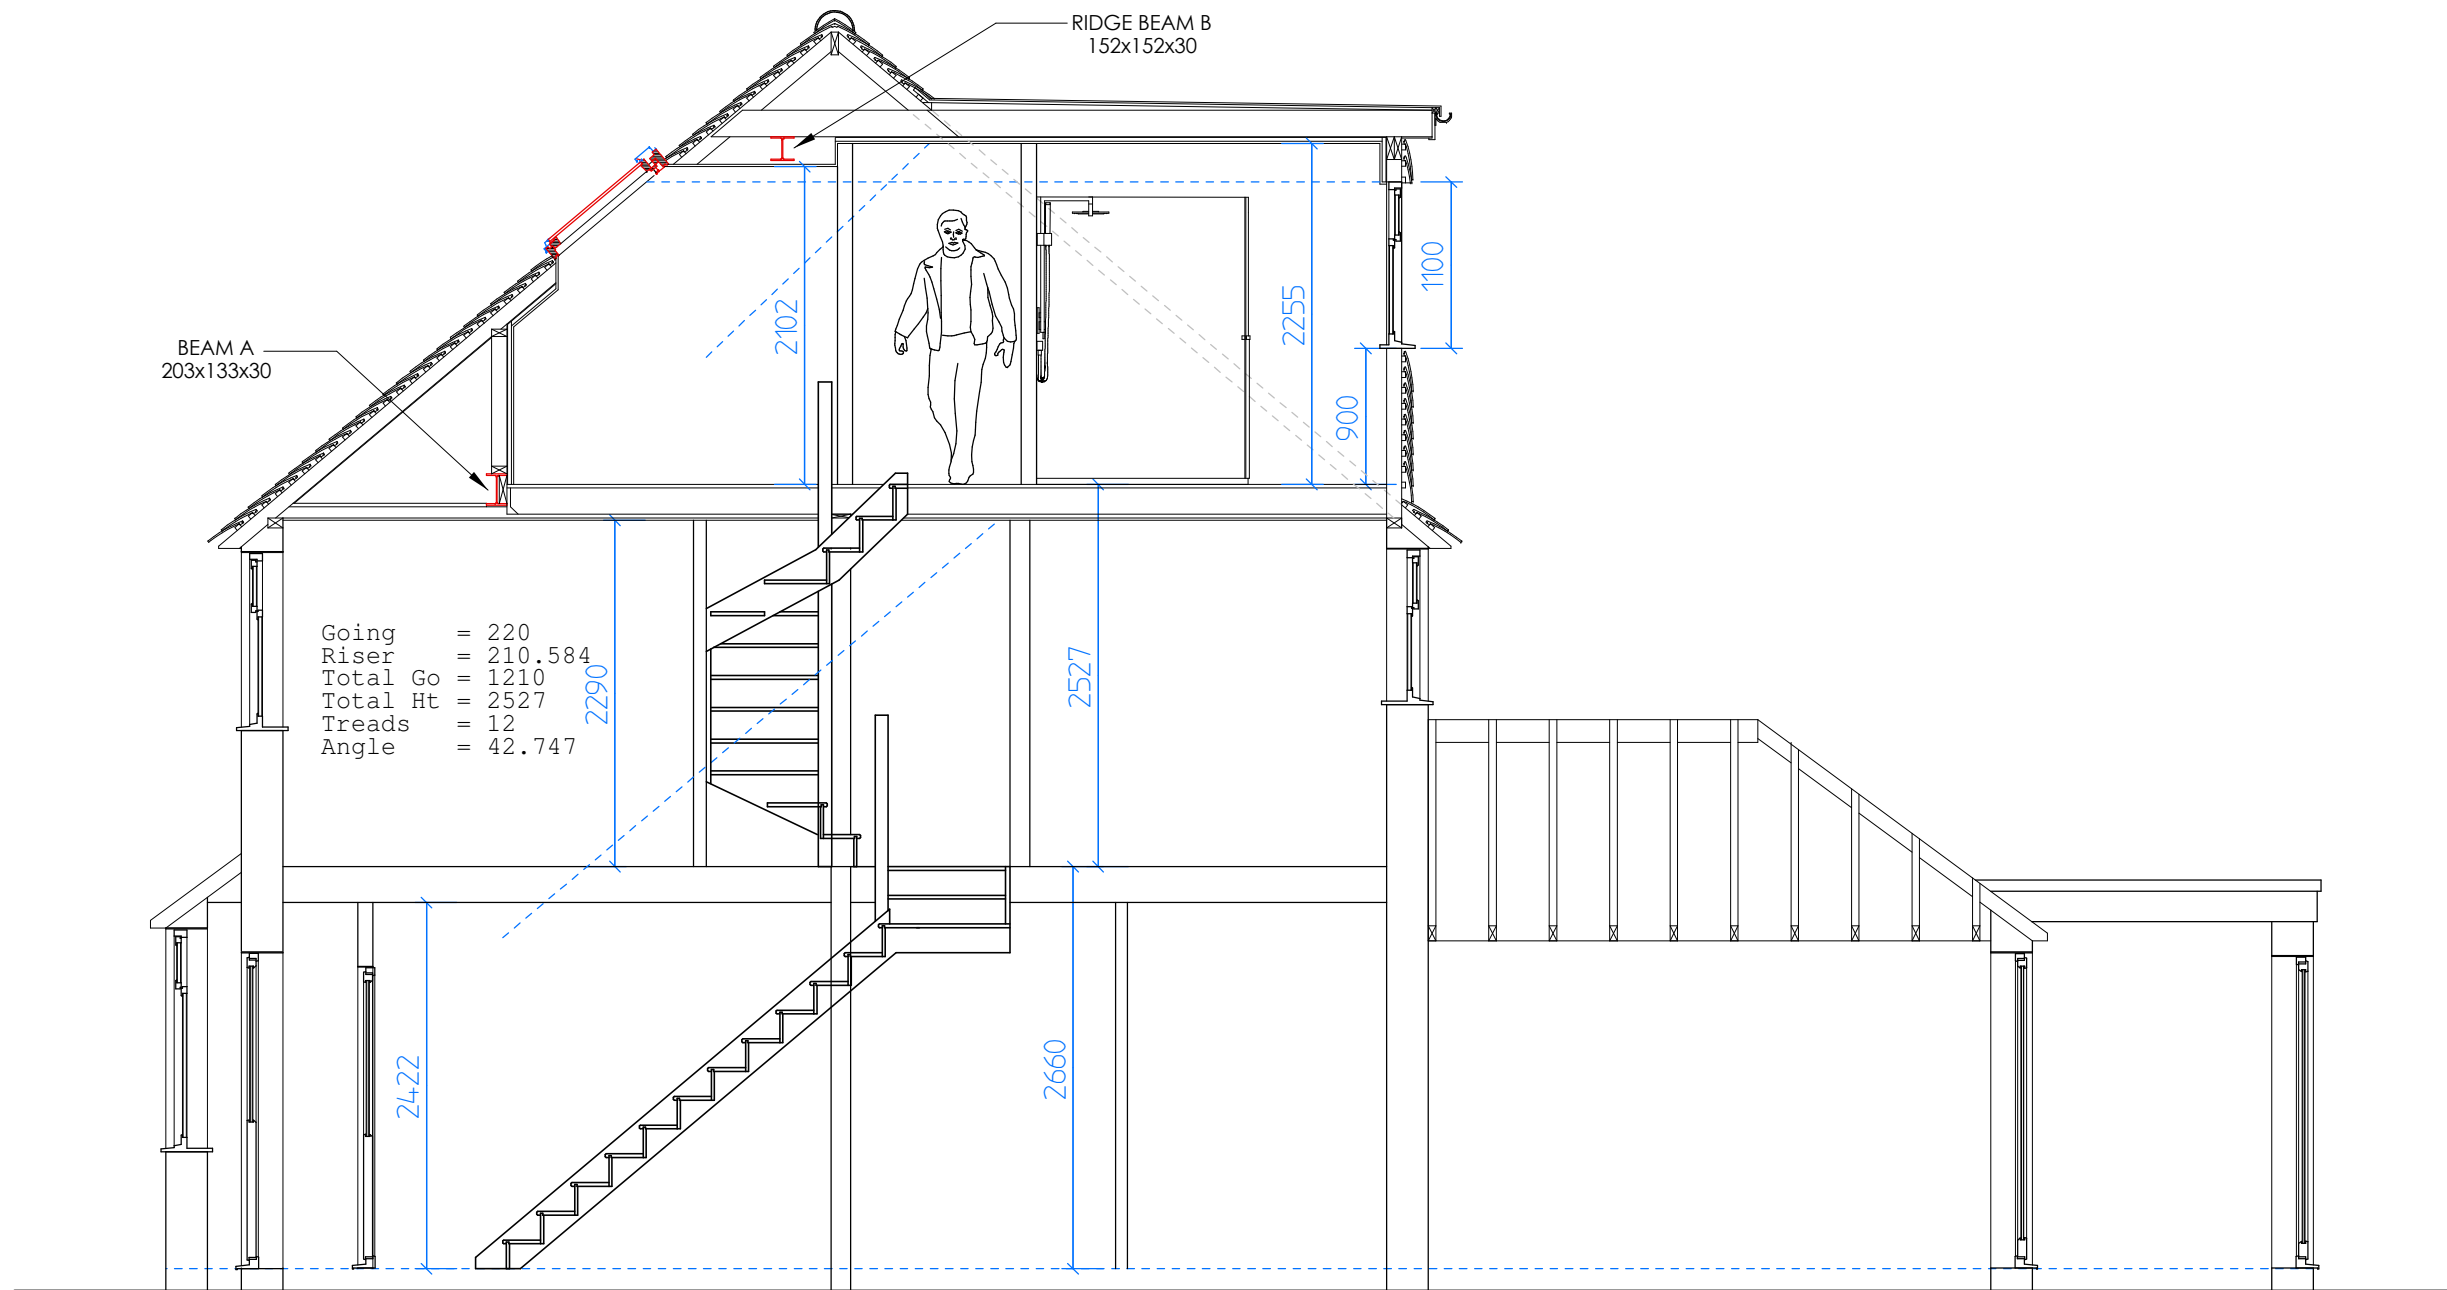 RIDGE BEAM B
152x152x30
BEAM A
203x133x30
2102
2255
1100
900
Going = 220
Riser = 210.584
Total Go = 1210
Total Ht = 2527
Treads = 12
Angle = 42.747
2290
2527
2422
2660